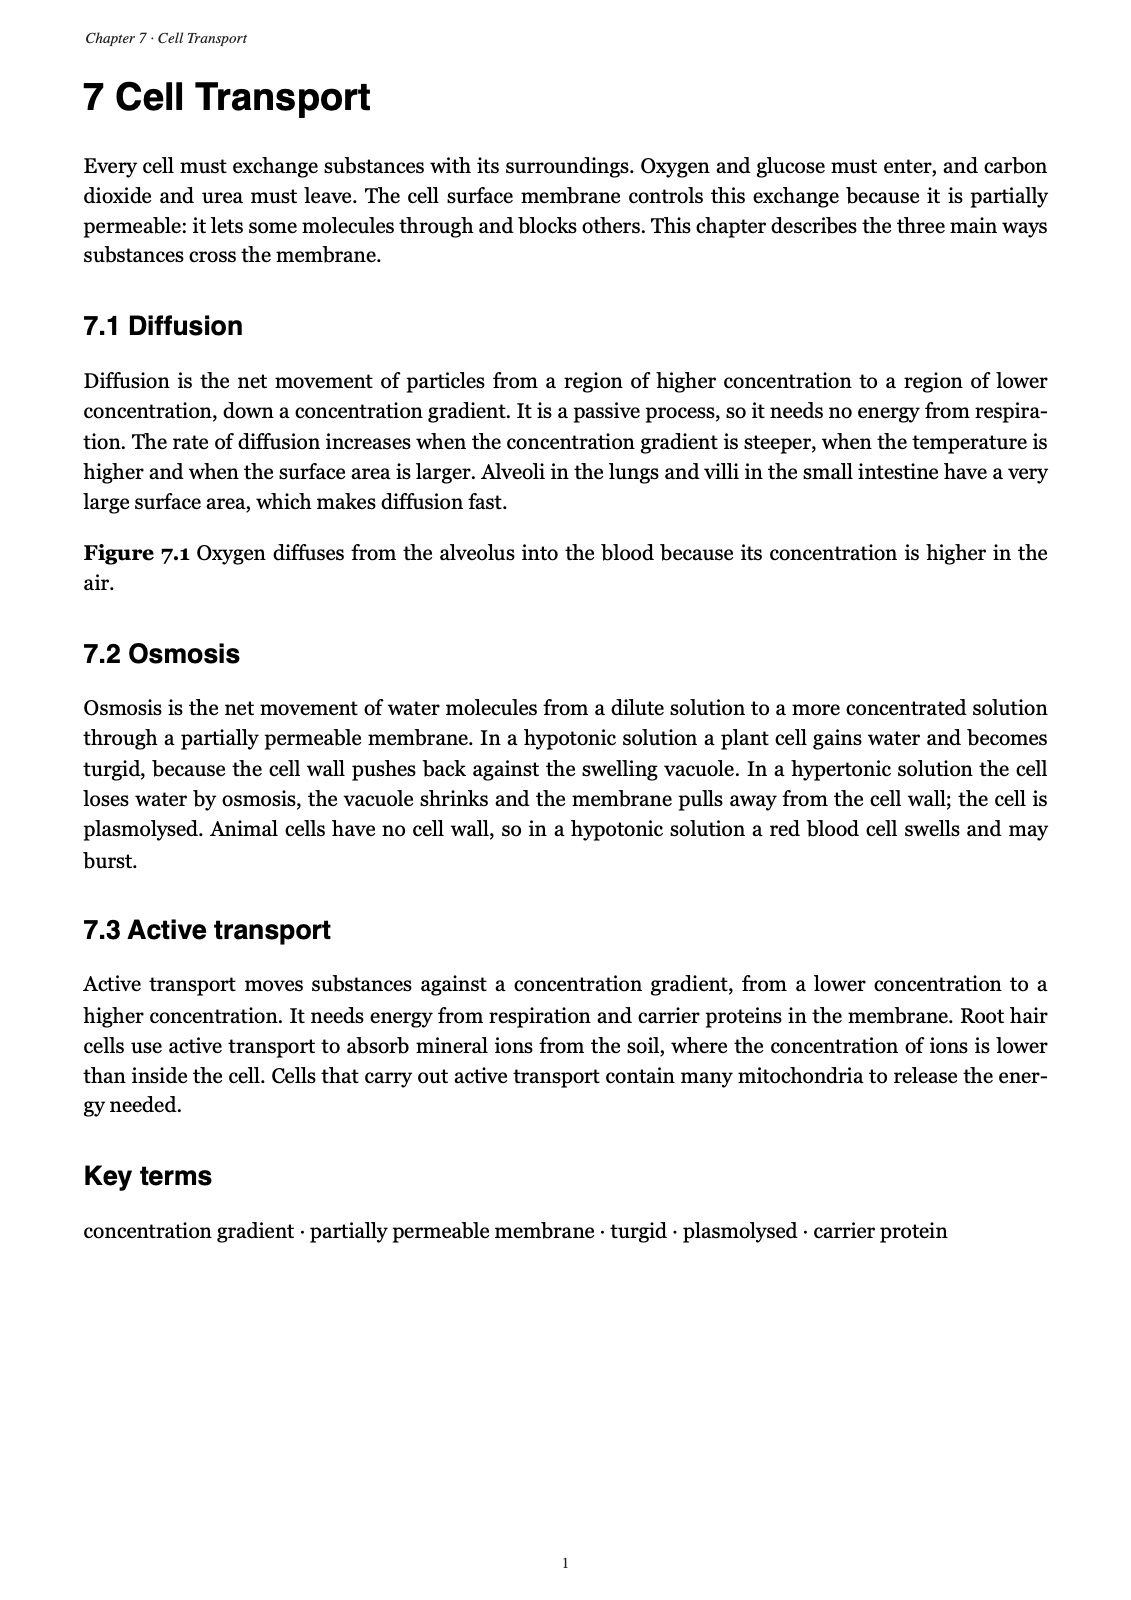 Chapter 7 · Cell Transport
7 Cell Transport
Every cell must exchange substances with its surroundings. Oxygen and glucose must enter, and carbon
dioxide and urea must leave. The cell surface membrane controls this exchange because it is partially
permeable: it lets some molecules through and blocks others. This chapter describes the three main ways
substances cross the membrane.
7.1 Diffusion
Diffusion is the net movement of particles from a region of higher concentration to a region of lower
concentration, down a concentration gradient. It is a passive process, so it needs no energy from respira-
tion. The rate of diffusion increases when the concentration gradient is steeper, when the temperature is
higher and when the surface area is larger. Alveoli in the lungs and villi in the small intestine have a very
large surface area, which makes diffusion fast.
Figure 7.1 Oxygen diffuses from the alveolus into the blood because its concentration is higher in the
air.
7.2 Osmosis
Osmosis is the net movement of water molecules from a dilute solution to a more concentrated solution
through a partially permeable membrane. In a hypotonic solution a plant cell gains water and becomes
turgid, because the cell wall pushes back against the swelling vacuole. In a hypertonic solution the cell
loses water by osmosis, the vacuole shrinks and the membrane pulls away from the cell wall; the cell is
plasmolysed. Animal cells have no cell wall, so in a hypotonic solution a red blood cell swells and may
burst.
7.3 Active transport
Active transport moves substances against a concentration gradient, from a lower concentration to a
higher concentration. It needs energy from respiration and carrier proteins in the membrane. Root hair
cells use active transport to absorb mineral ions from the soil, where the concentration of ions is lower
than inside the cell. Cells that carry out active transport contain many mitochondria to release the ener-
gy needed.
Key terms
concentration gradient · partially permeable membrane · turgid · plasmolysed · carrier protein
1